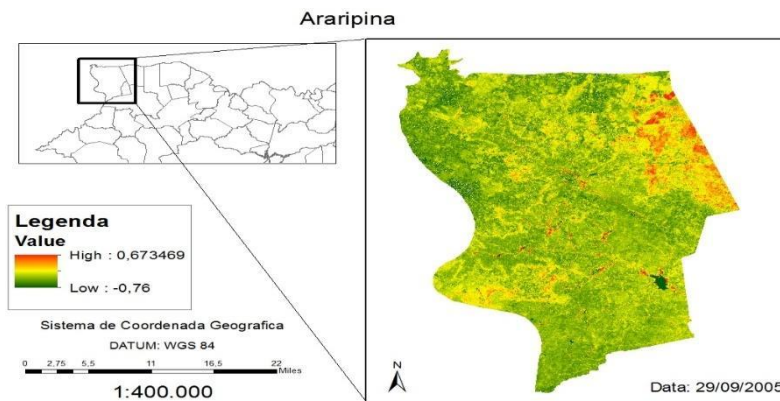 Araripina
Legenda
Value
High : 0,673469
Low : -0,76
Sistema de Coordenada Geografica
DATUM: WGS 84
0 2,75 5,5 11 16,5 22
Miles
1:400.000
N
Data: 29/09/2005